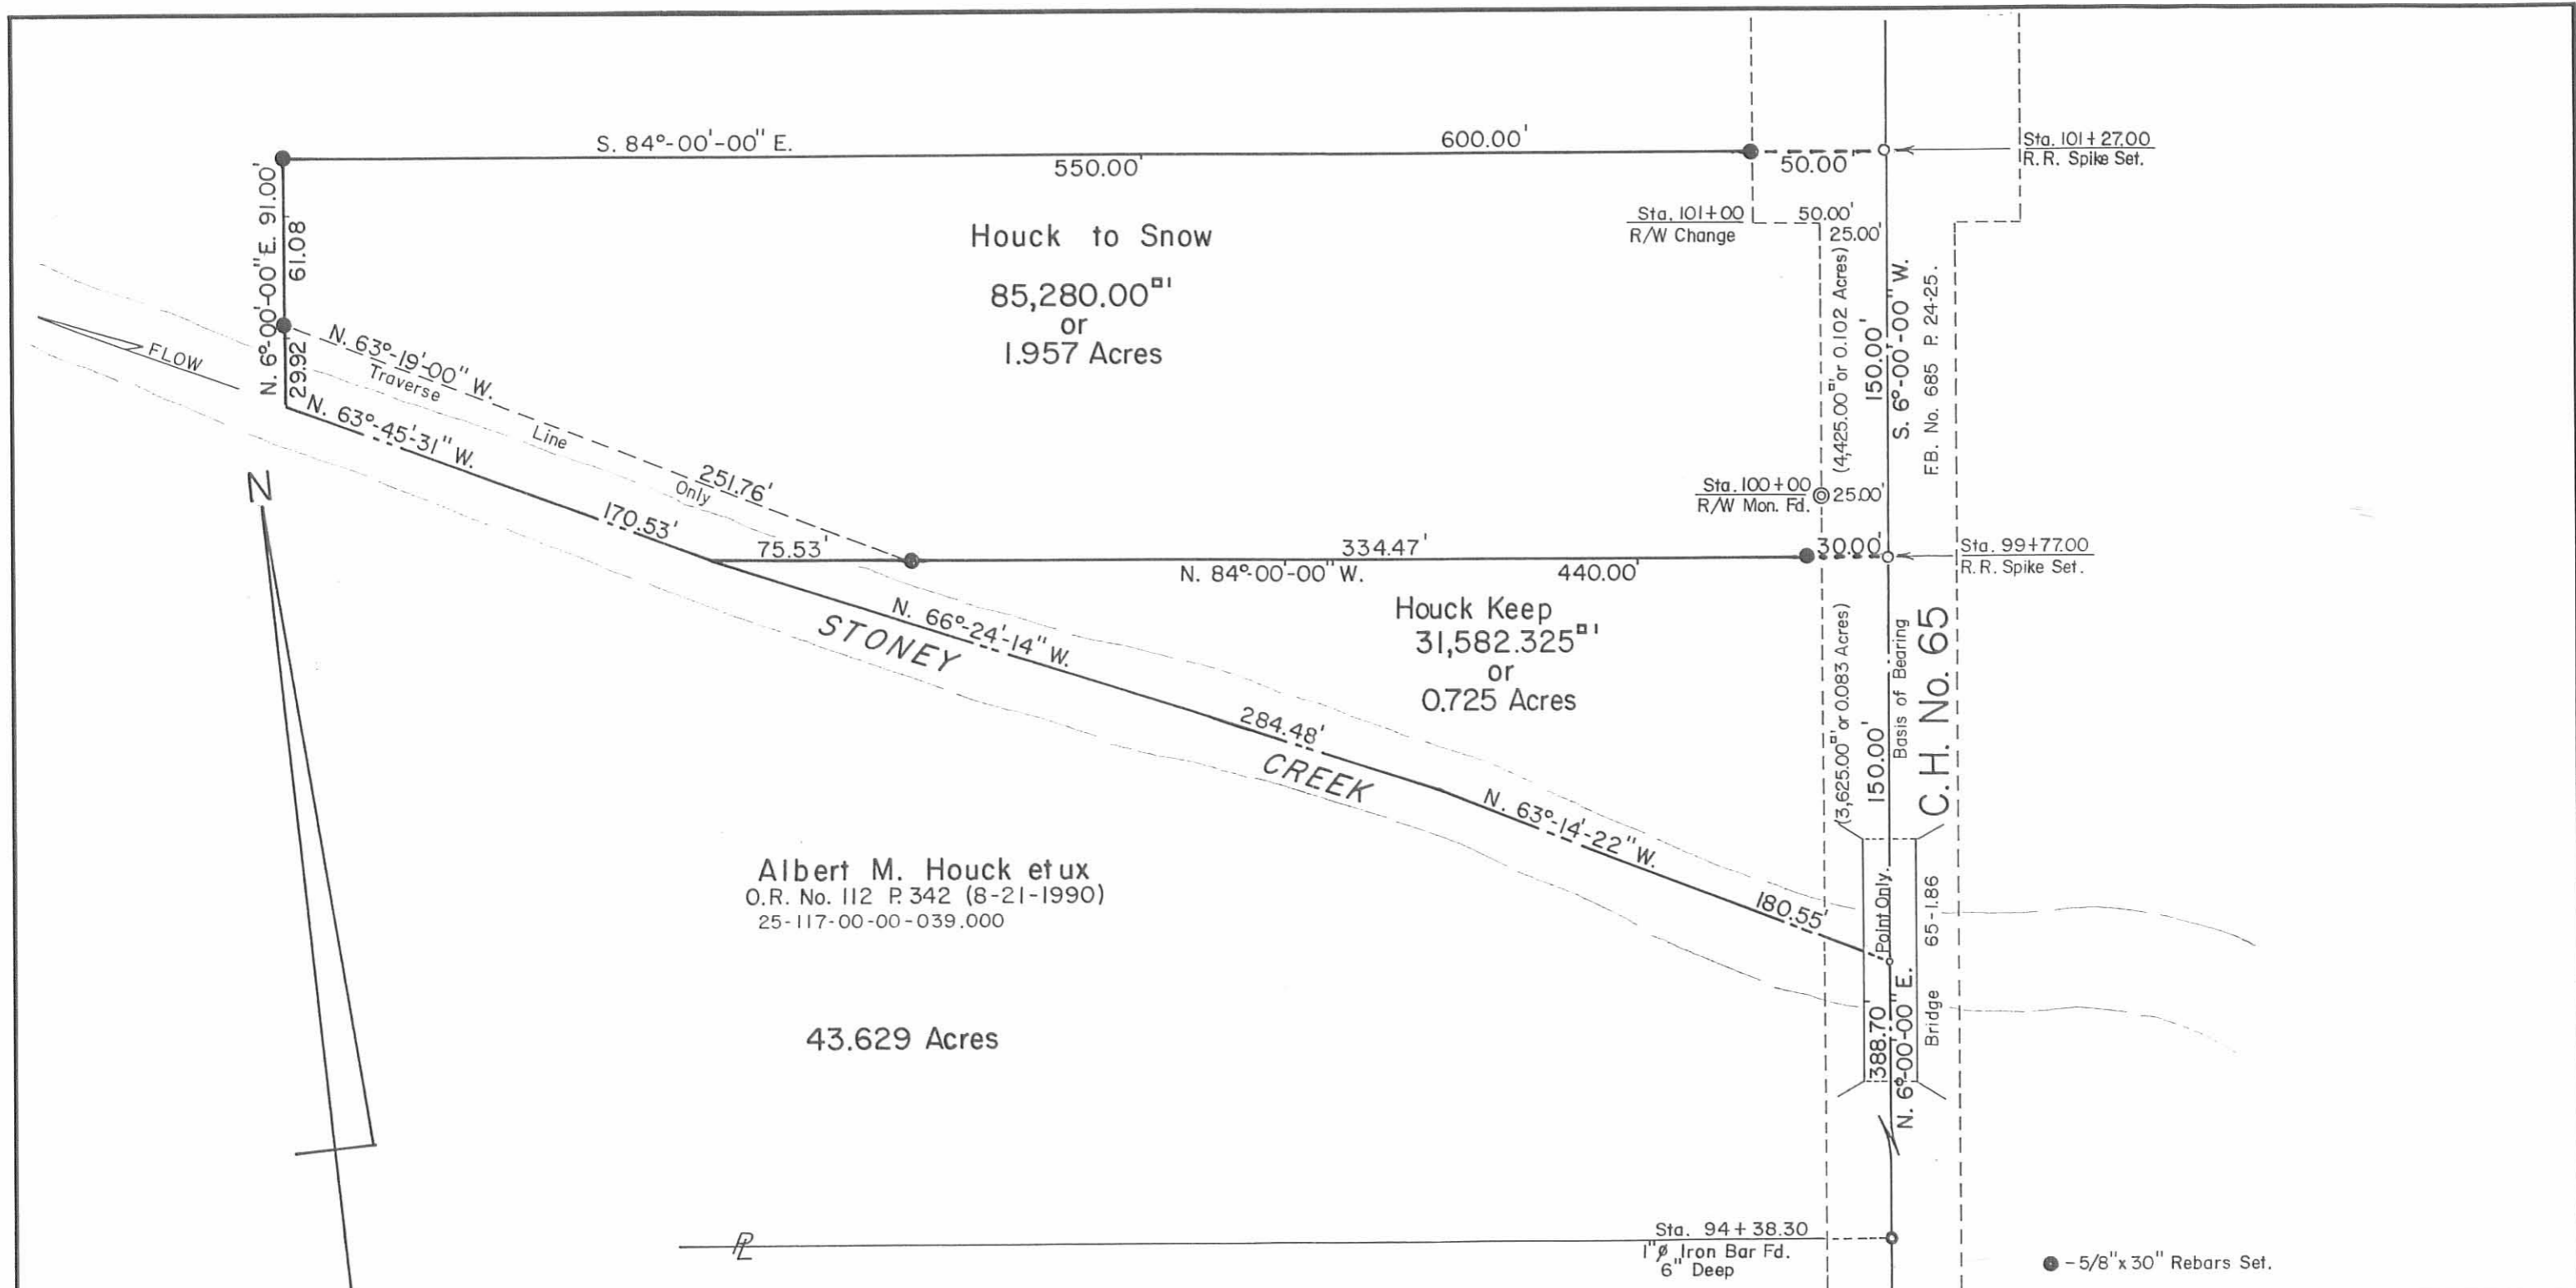 S. 84°-00'-00" E.
600.00'
550.00'
50.00'
Sta. 101+27.00
R.R. Spike Set.
N. 6°-00'-00" E. 91.00'
61.08'
29.92'
Houck to Snow
85,280.00□'
or
1.957 Acres
Sta. 101+00
R/W Change
50.00'
25.00'
(4,425.00□' or 0.102 Acres)
150.00'
S. 6°-00'-00" W.
F.B. No. 685 P. 24-25.
FLOW
N. 63°-19'-00" W.
Traverse
Line
Only
251.76'
N. 63°-45'-31" W.
170.53'
N
Sta. 100+00
R/W Mon. Fd.
25.00'
75.53'
334.47'
30.00'
N. 84°-00'-00" W.
440.00'
Sta. 99+77.00
R.R. Spike Set.
Houck Keep
31,582.325□'
or
0.725 Acres
N. 66°-24'-14" W.
284.48'
STONEY
CREEK
(3,625.00□' or 0.083 Acres)
150.00'
Basis of Bearing
C. H. No. 65
N. 63°-14'-22" W.
180.55'
Point Only.
Bridge 65-1.86
388.70'
N. 6°-00'-00" E.
Albert M. Houck et ux
O.R. No. 112 P. 342 (8-21-1990)
25-117-00-00-039.000
43.629 Acres
PL
Sta. 94+38.30
1"ø Iron Bar Fd.
6" Deep
- 5/8" x 30" Rebars Set.